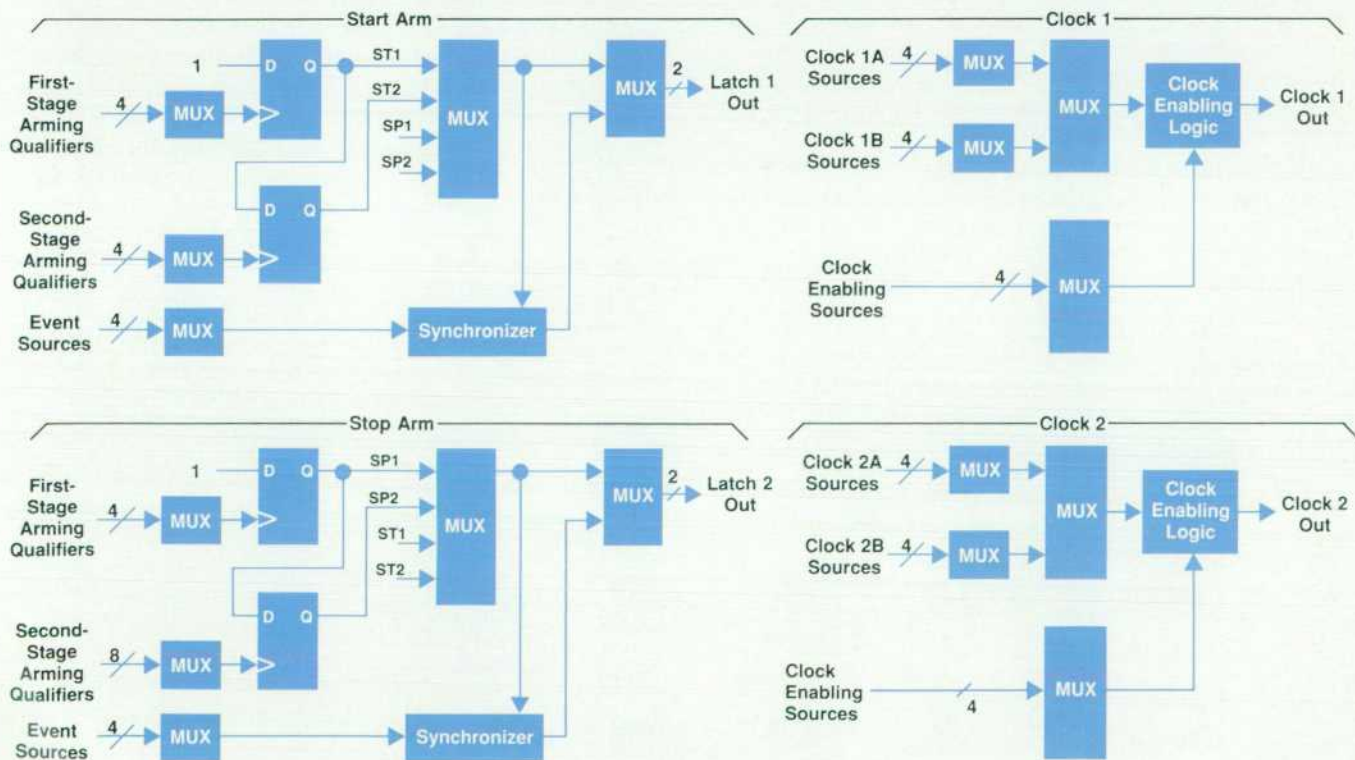 Start Arm
1
D Q
ST1
First-
Stage
Arming
Qualifiers
4
MUX
ST2
MUX
SP1
SP2
MUX
2
Latch 1
Out
Second-
Stage
Arming
Qualifiers
4
MUX
D Q
Event
Sources
4
MUX
Synchronizer
Clock 1
Clock 1A
Sources
4
MUX
Clock 1B
Sources
4
MUX
MUX
Clock
Enabling
Logic
Clock 1
Out
Clock
Enabling
Sources
4
MUX
Stop Arm
1
D Q
SP1
First-
Stage
Arming
Qualifiers
4
MUX
SP2
MUX
ST1
ST2
MUX
2
Latch 2
Out
Second-
Stage
Arming
Qualifiers
8
MUX
D Q
Event
Sources
4
MUX
Synchronizer
Clock 2
Clock 2A
Sources
4
MUX
Clock 2B
Sources
4
MUX
MUX
Clock
Enabling
Logic
Clock 2
Out
Clock
Enabling
Sources
4
MUX